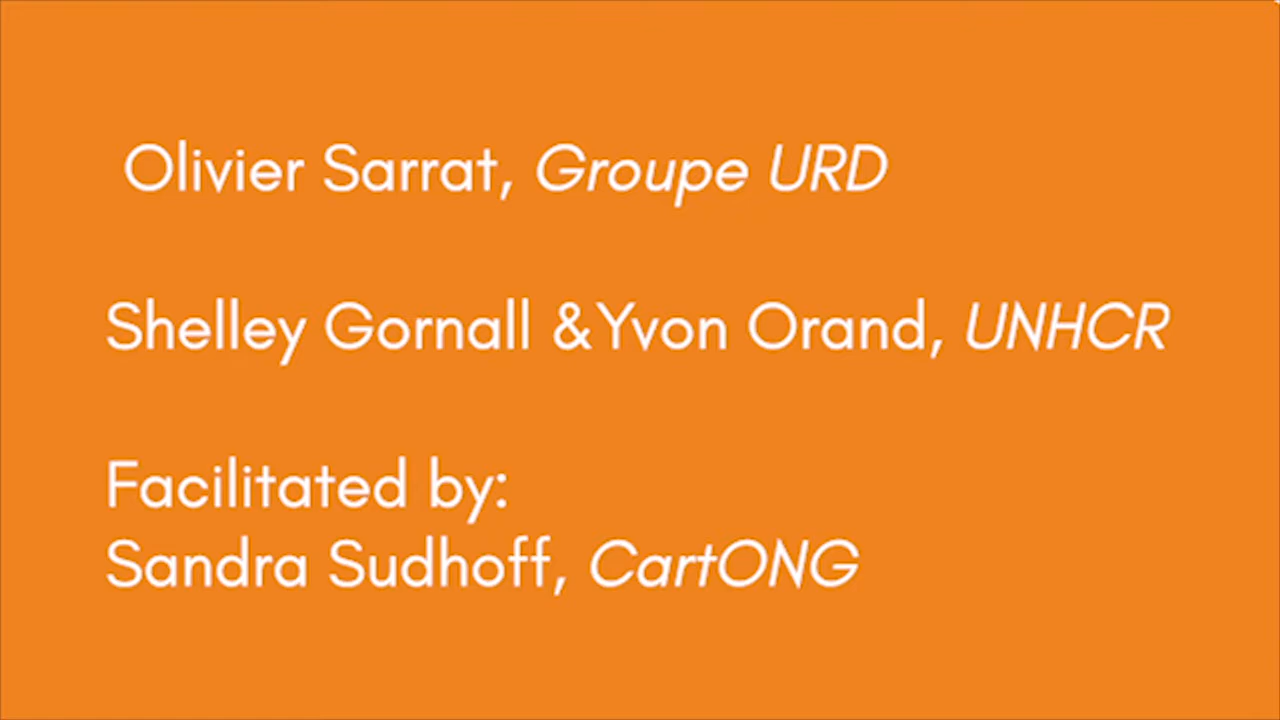 Olivier Sarrat, Groupe URD
Shelley Gornall & Yvon Orand, UNHCR
Facilitated by:
Sandra Sudhoff, CartONG